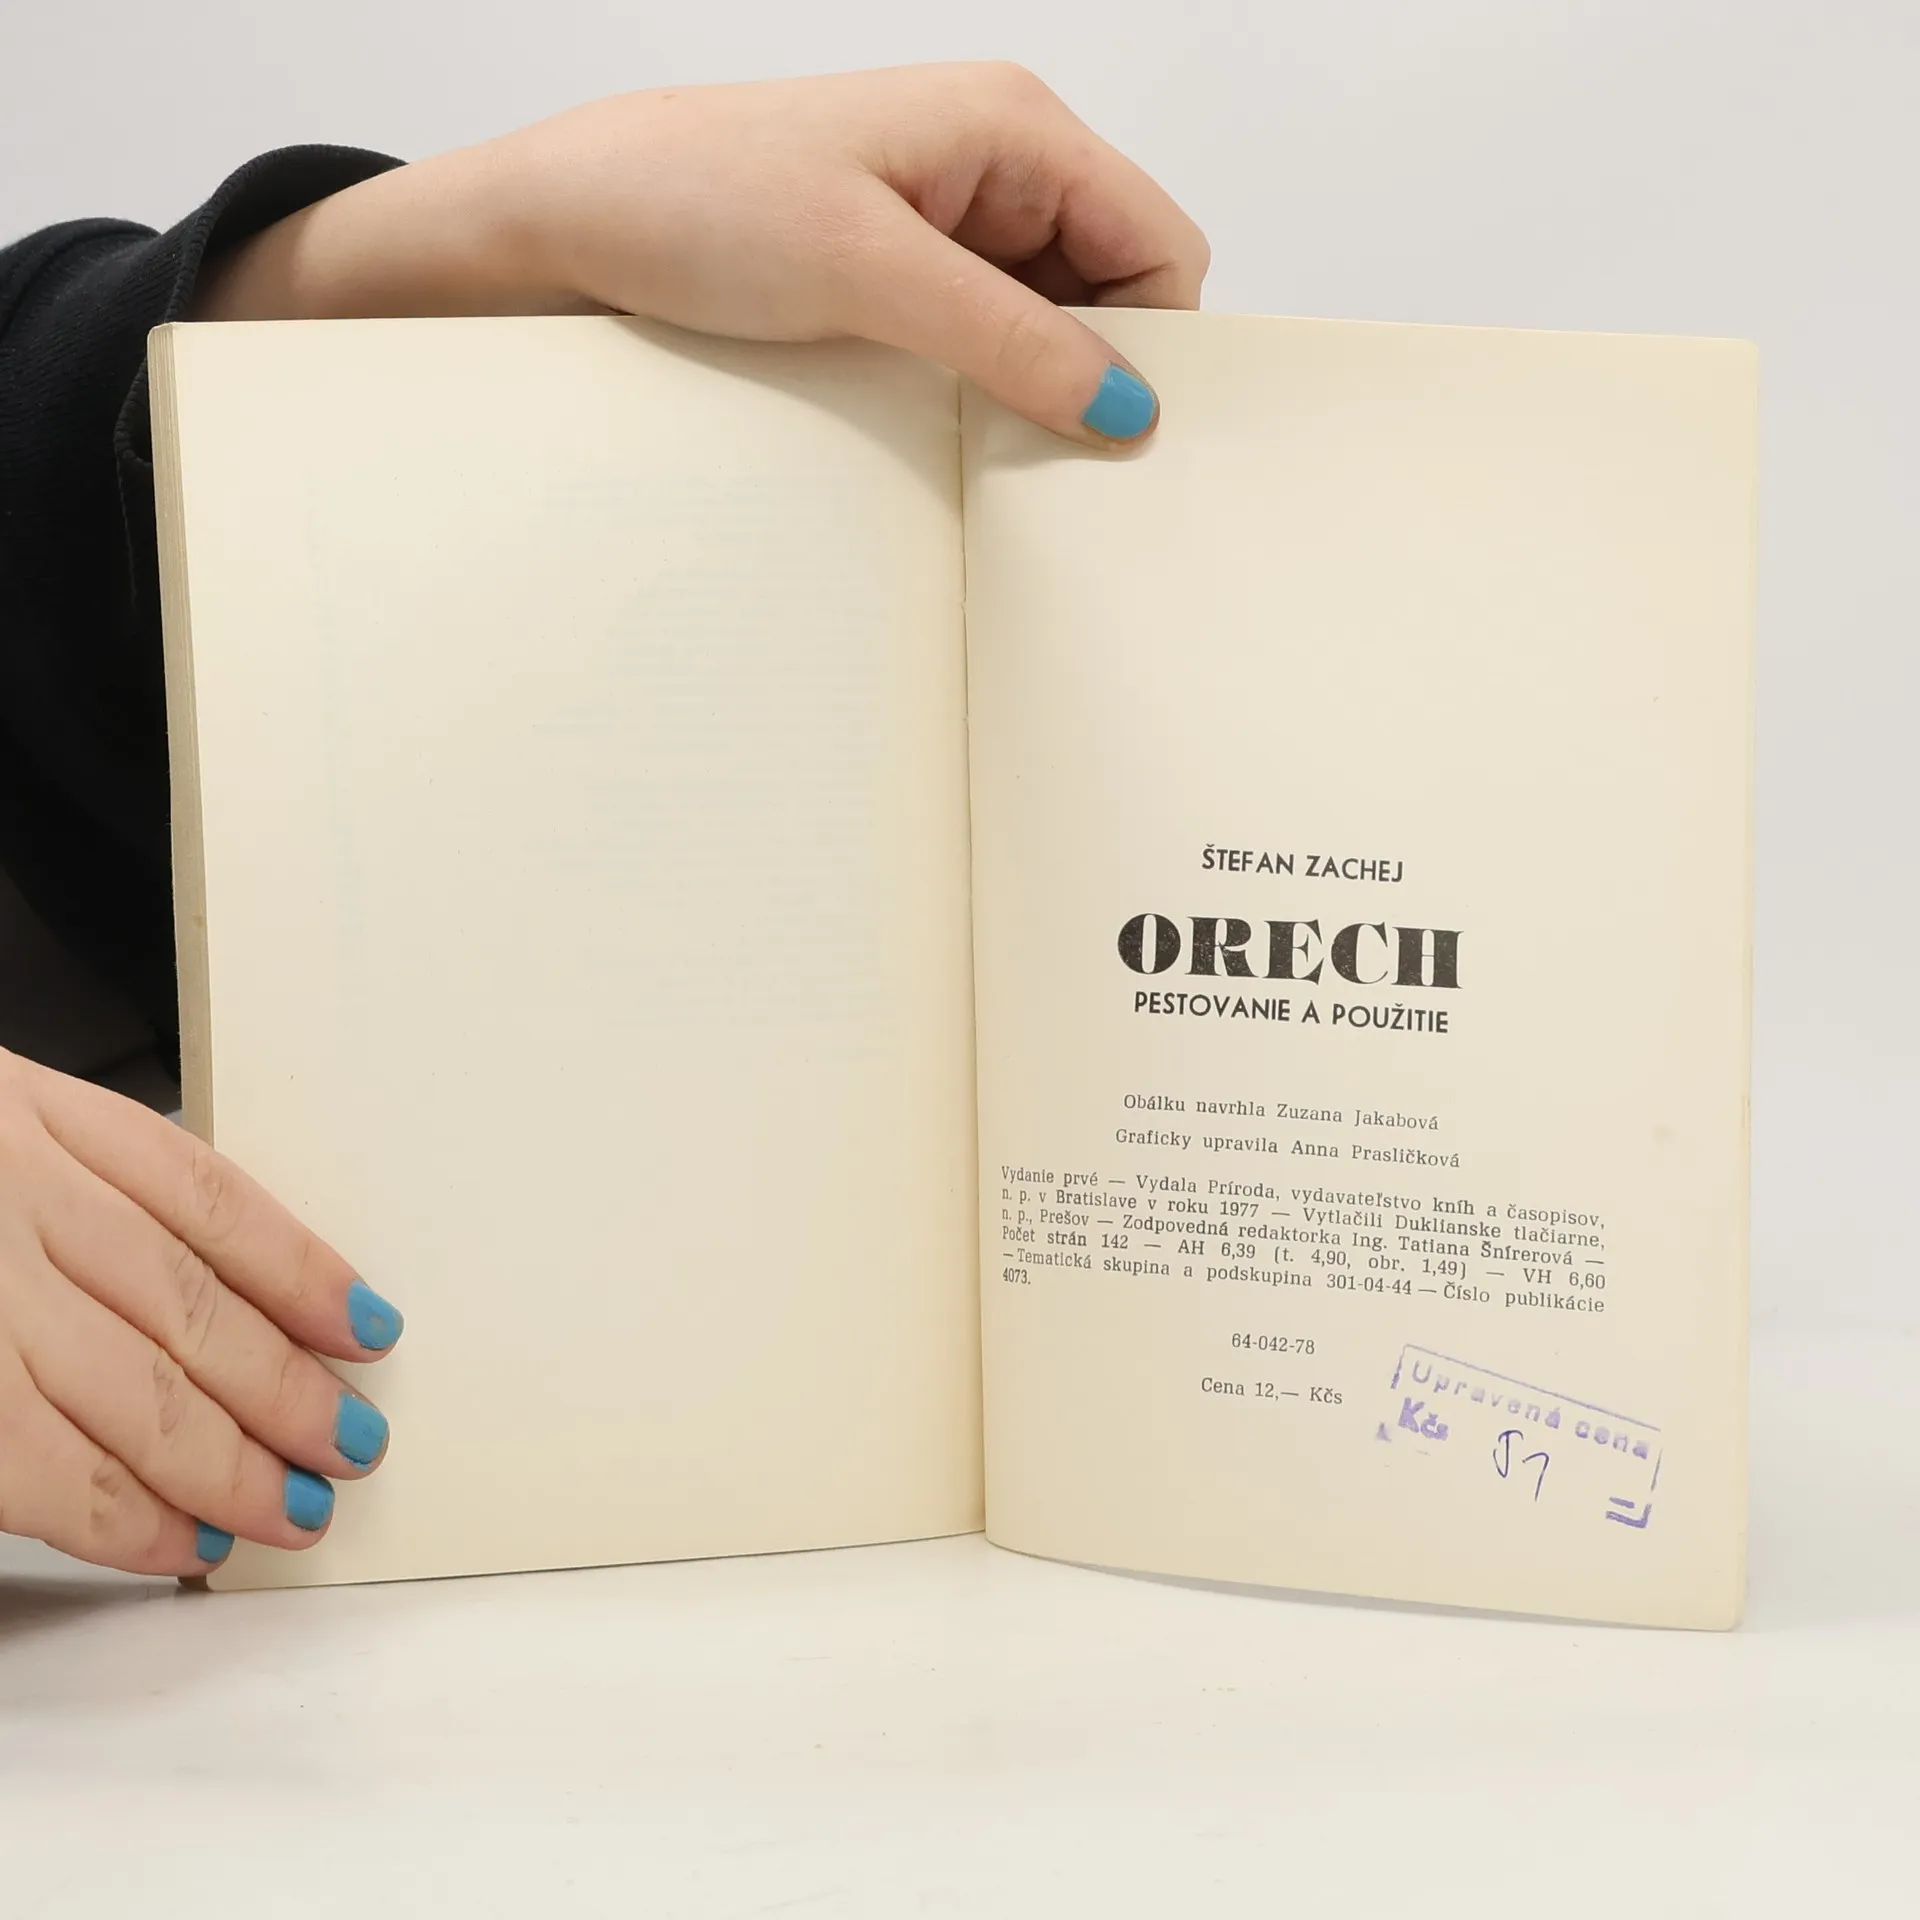 ŠTEFAN ZACHEJ
ORECH
PESTOVANIE A POUŽITIE
Obálku navrhla Zuzana Jakabová
Graficky upravila Anna Prasličková
Vydanie prvé — Vydala Príroda, vydavateľstvo kníh a časopisov,
n. p. v Bratislave v roku 1977 — Vytlačili Duklianske tlačiarne,
n. p., Prešov — Zodpovedná redaktorka Ing. Tatiana Šnírerová —
Počet strán 142 — AH 6,39 (t. 4,90, obr. 1,49) — VH 6,60
— Tematická skupina a podskupina 301-04-44 — Číslo publikácie
4073.
64-042-78
Cena 12,— Kčs
Upravená cena
Kčs